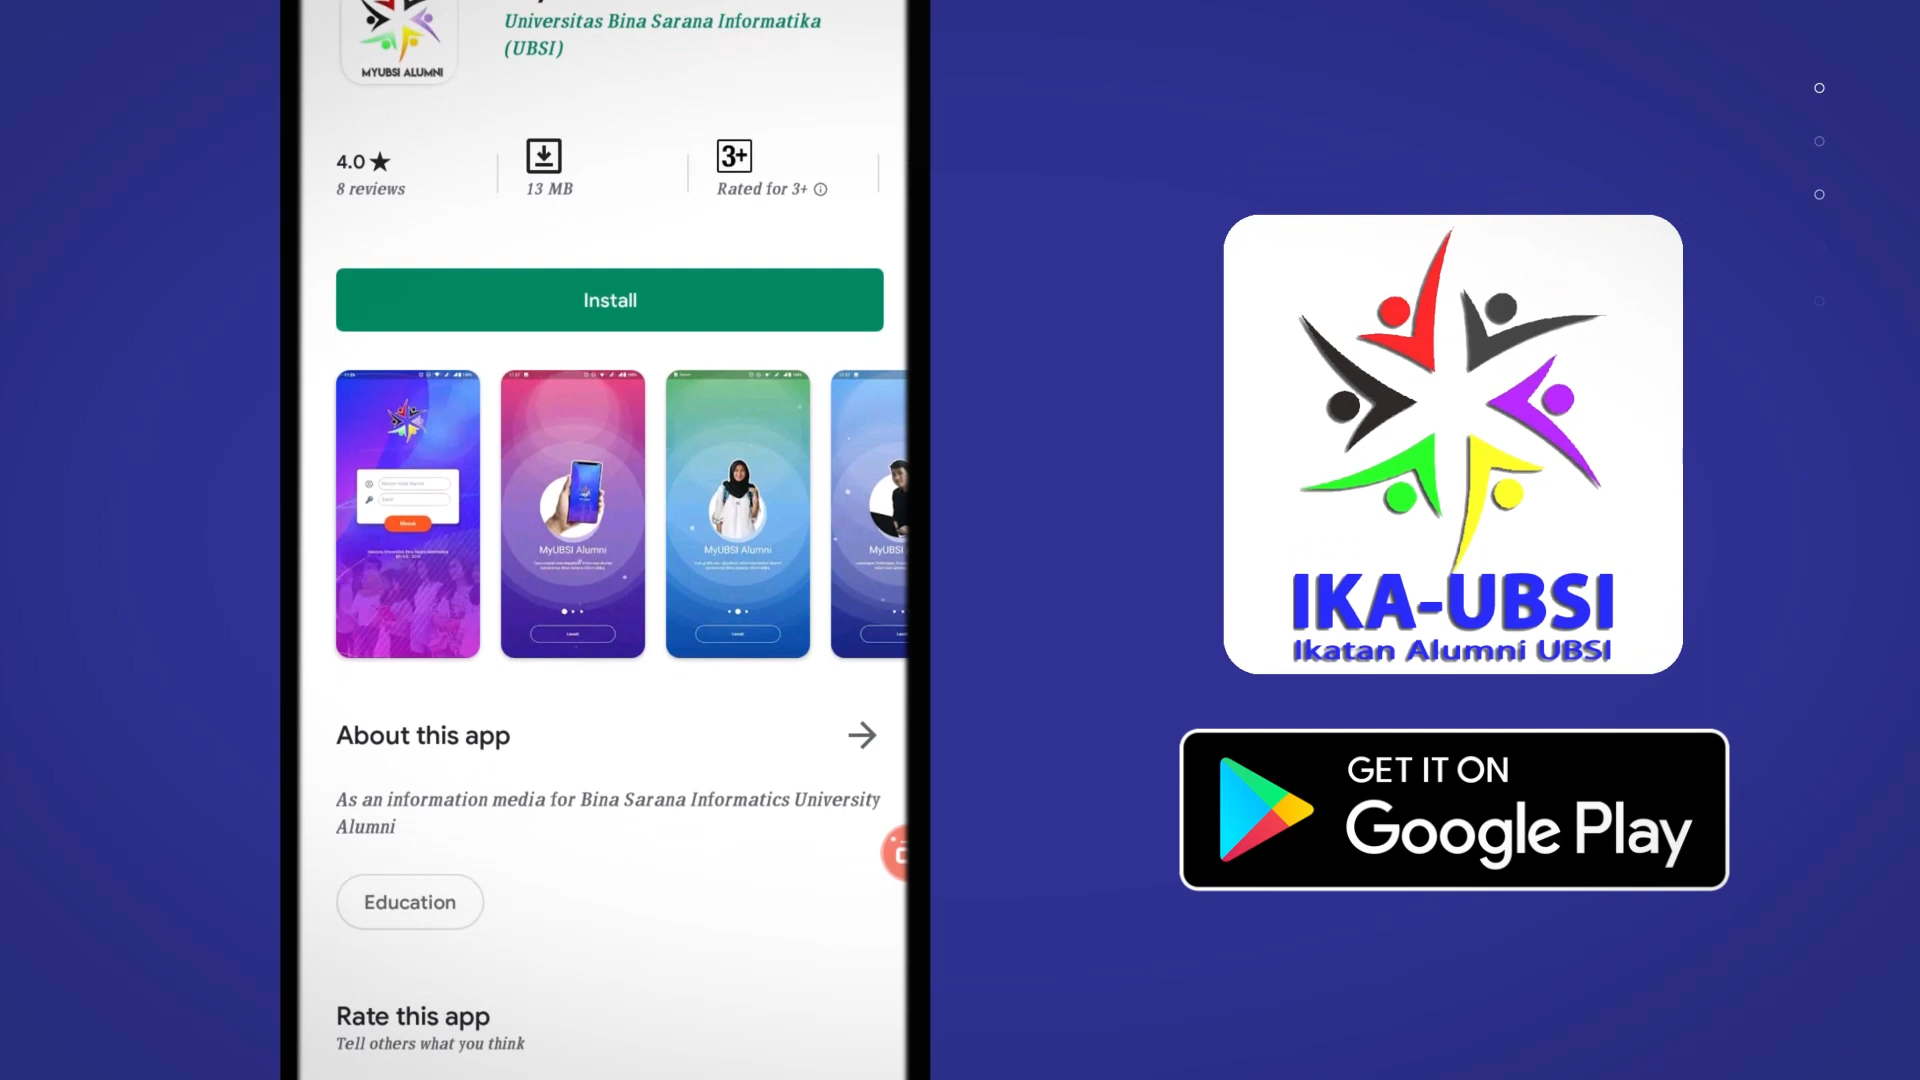 MYUBSI ALUMNI
Universitas Bina Sarana Informatika
(UBSI)
4.0 ★
8 reviews
13 MB
3+
Rated for 3+
Install
Masuk
MyUBSI Alumni
MyUBSI Alumni
MyUBSI
About this app
As an information media for Bina Sarana Informatics University
Alumni
Education
Rate this app
Tell others what you think
IKA-UBSI
Ikatan Alumni UBSI
GET IT ON
Google Play